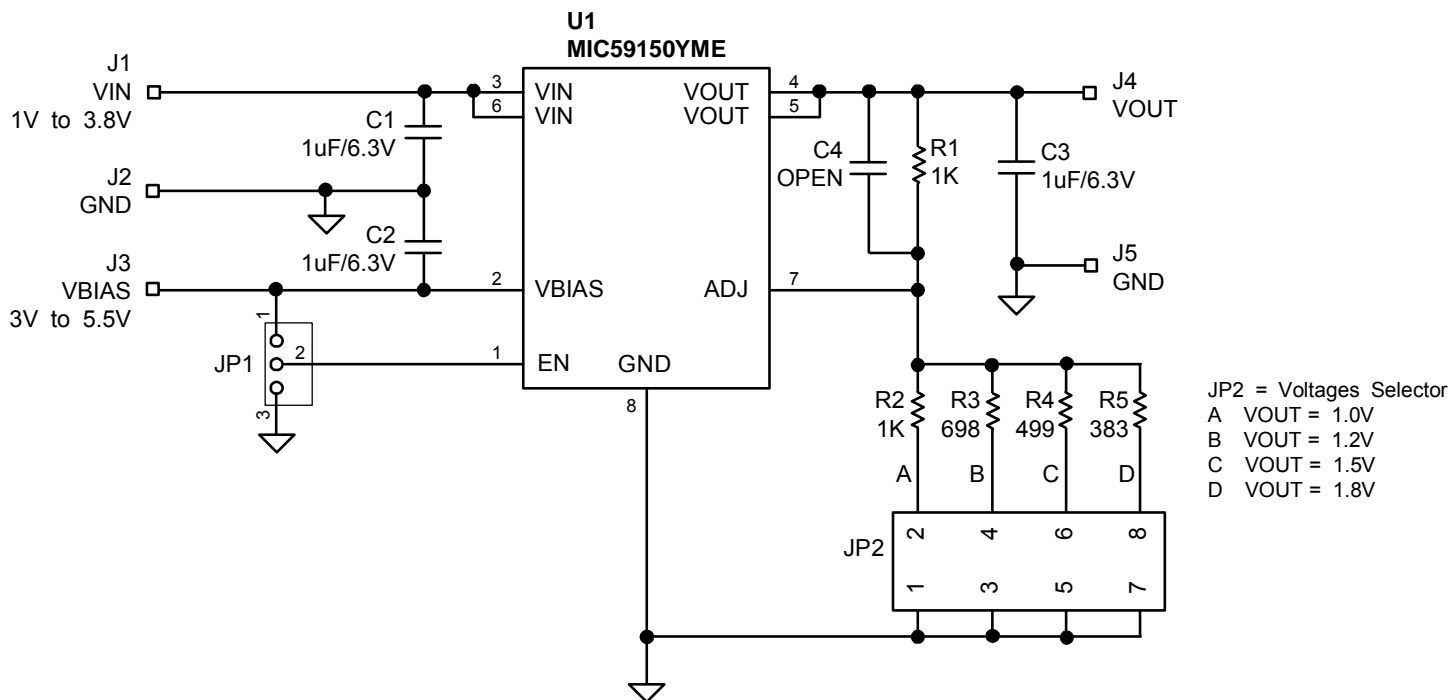 U1
MIC59150YME
J1
VIN
1V to 3.8V
J2
GND
J3
VBIAS
3V to 5.5V
C1
1uF/6.3V
C2
1uF/6.3V
JP1
1
2
3
3
6
2
1
8
VIN
VIN
VBIAS
EN
GND
VOUT
VOUT
ADJ
4
5
7
C4
OPEN
R1
1K
C3
1uF/6.3V
J4
VOUT
J5
GND
R2
1K
R3
698
R4
499
R5
383
A
B
C
D
JP2
2
4
6
8
1
3
5
7
JP2 = Voltages Selector
A VOUT = 1.0V
B VOUT = 1.2V
C VOUT = 1.5V
D VOUT = 1.8V